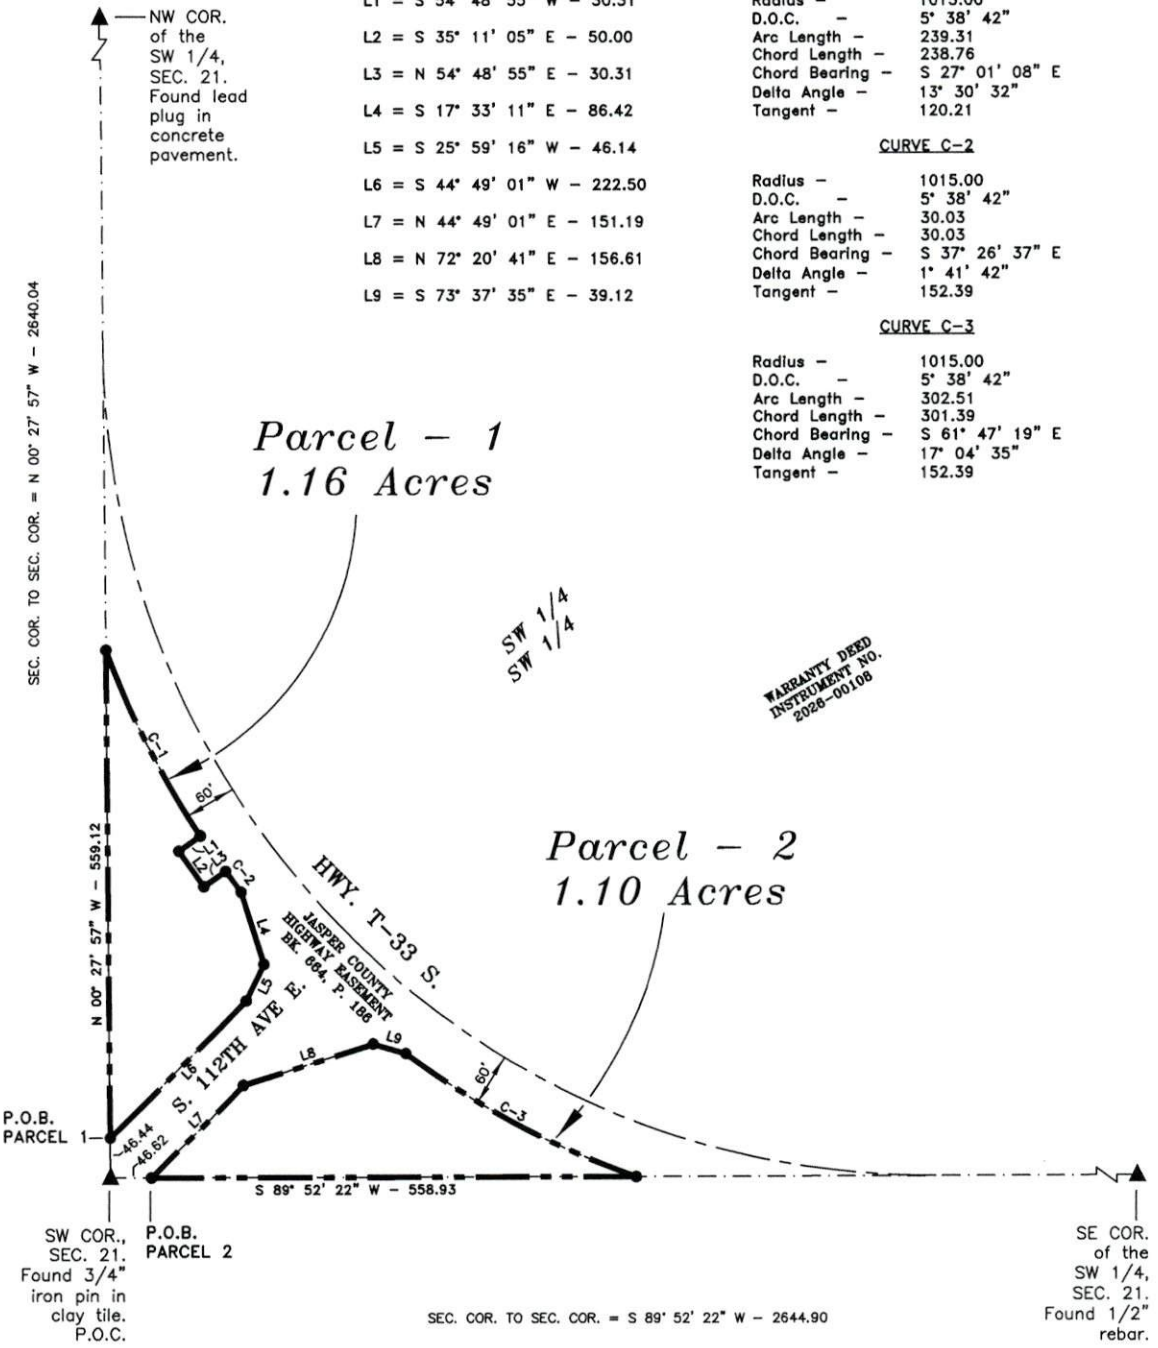 NW COR.
of the
SW 1/4,
SEC. 21.
Found lead
plug in
concrete
pavement.
L1 = S 54° 48' 55" W - 30.31
L2 = S 35° 11' 05" E - 50.00
L3 = N 54° 48' 55" E - 30.31
L4 = S 17° 33' 11" E - 86.42
L5 = S 25° 59' 16" W - 46.14
L6 = S 44° 49' 01" W - 222.50
L7 = N 44° 49' 01" E - 151.19
L8 = N 72° 20' 41" E - 156.61
L9 = S 73° 37' 35" E - 39.12
Radius - 1015.00
D.O.C. - 5° 38' 42"
Arc Length - 239.31
Chord Length - 238.76
Chord Bearing - S 27° 01' 08" E
Delta Angle - 13° 30' 32"
Tangent - 120.21
CURVE C-2
Radius - 1015.00
D.O.C. - 5° 38' 42"
Arc Length - 30.03
Chord Length - 30.03
Chord Bearing - S 37° 26' 37" E
Delta Angle - 1° 41' 42"
Tangent - 152.39
CURVE C-3
Radius - 1015.00
D.O.C. - 5° 38' 42"
Arc Length - 302.51
Chord Length - 301.39
Chord Bearing - S 61° 47' 19" E
Delta Angle - 17° 04' 35"
Tangent - 152.39
SEC. COR. TO SEC. COR. = N 00° 27' 57" W - 2640.04
Parcel - 1
1.16 Acres
SW 1/4
SW 1/4
WARRANTY DEED
INSTRUMENT NO.
2026-00108
C-1
60'
N 00° 27' 57" W - 559.12
L3
L2
C-2
L4
L5
L6
HWY. T-33 S.
JASPER COUNTY
HIGHWAY EASEMENT
BK. 664, P. 186
Parcel - 2
1.10 Acres
S. 112TH AVE E.
L7
L8
L9
60'
C-3
P.O.B.
PARCEL 1
46.44
46.62
S 89° 52' 22" W - 558.93
SW COR.,
SEC. 21.
Found 3/4"
iron pin in
clay tile.
P.O.C.
P.O.B.
PARCEL 2
SEC. COR. TO SEC. COR. = S 89° 52' 22" W - 2644.90
SE COR.
of the
SW 1/4,
SEC. 21.
Found 1/2"
rebar.